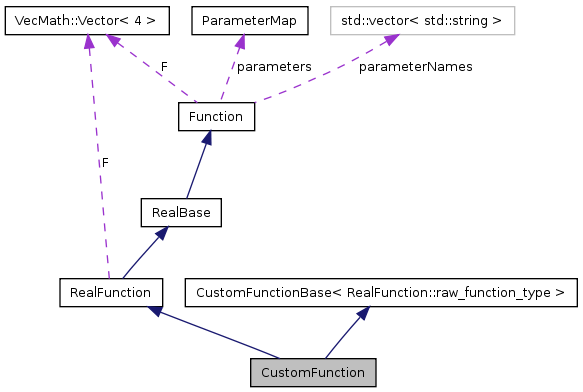 VecMath::Vector< 4 >
ParameterMap
std::vector< std::string >
F
parameters
parameterNames
Function
F
RealBase
RealFunction
CustomFunctionBase< RealFunction::raw_function_type >
CustomFunction